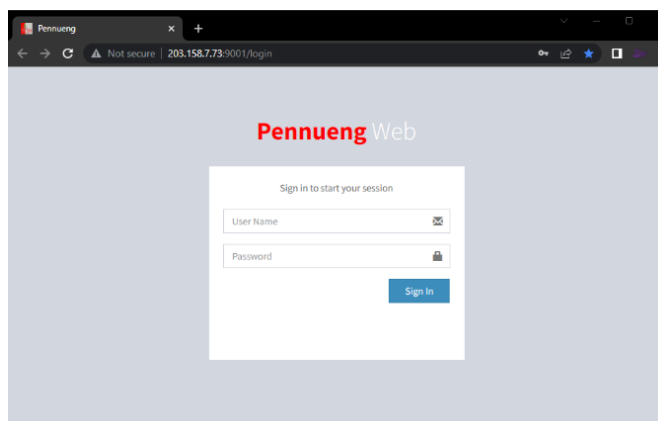 Pennueng
Not secure | 203.158.7.73:9001/login
Pennueng Web
Sign in to start your session
User Name
Password
Sign In